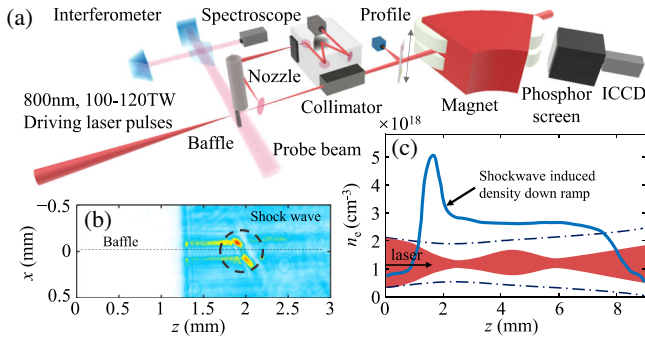 (a)
Interferometer
Spectroscope
Profile
Nozzle
800nm, 100-120TW
Driving laser pulses
Collimator
Magnet
Phosphor
screen
ICCD
Baffle
Probe beam
(b)
Shock wave
Baffle
−0.5
0
0.5
x (mm)
0
1
1.5
2
2.5
3
z (mm)
×10^18
(c)
Shockwave induced
density down ramp
laser
5
4
3
2
1
0
n_e (cm^-3)
0
2
4
6
8
z (mm)